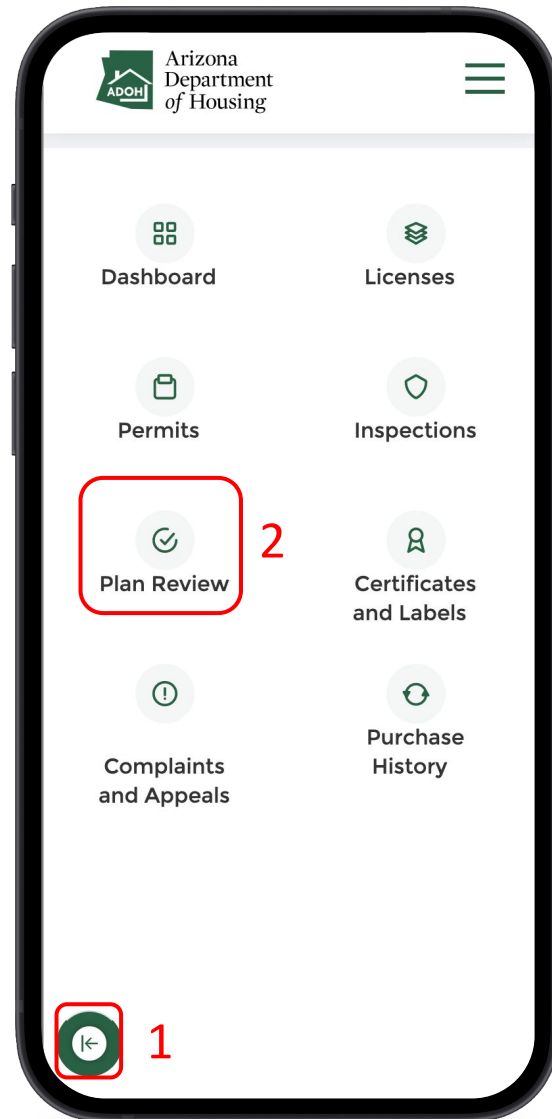 ADOH
Arizona
Department
of Housing
Dashboard
Licenses
Permits
Inspections
Plan Review
2
Certificates
and Labels
Complaints
and Appeals
Purchase
History
1